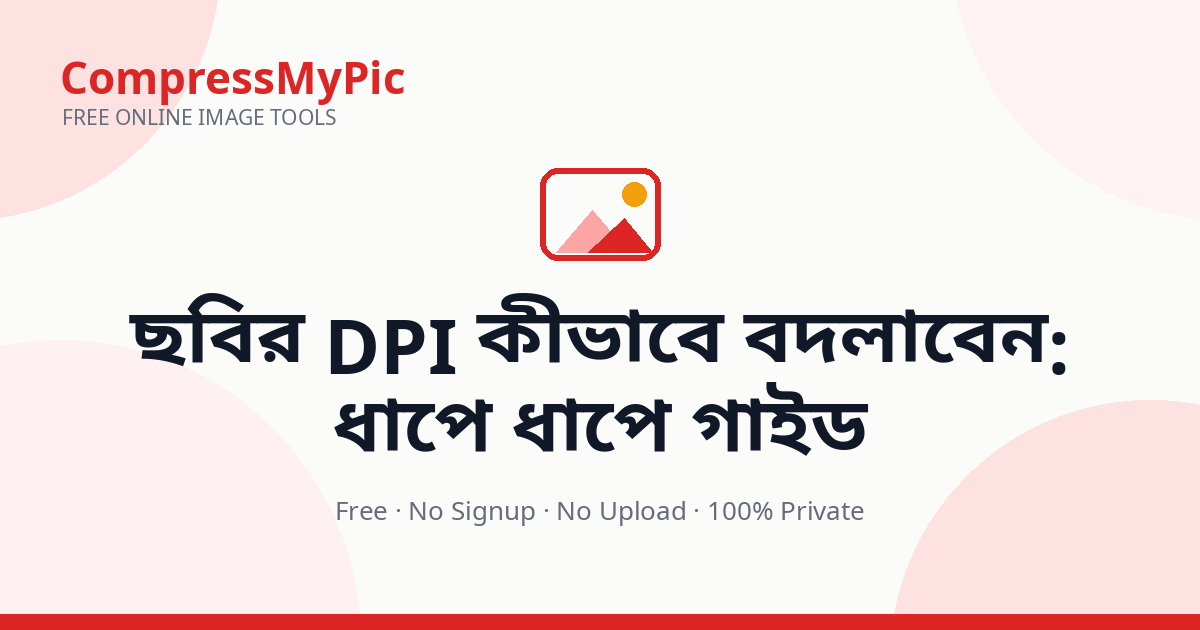 CompressMyPic
FREE ONLINE IMAGE TOOLS
ছবির DPI কীভাবে বদলাবেন:
ধাপে ধাপে গাইড
Free · No Signup · No Upload · 100% Private